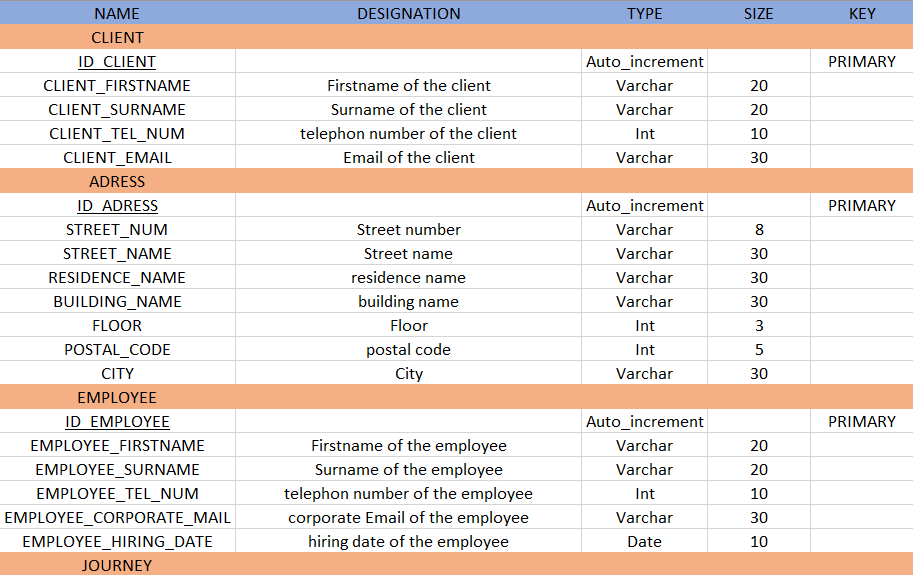 NAME DESIGNATION TYPE SIZE KEY
CLIENT
ID_CLIENT Auto_increment PRIMARY
CLIENT_FIRSTNAME Firstname of the client Varchar 20
CLIENT_SURNAME Surname of the client Varchar 20
CLIENT_TEL_NUM telephon number of the client Int 10
CLIENT_EMAIL Email of the client Varchar 30
ADRESS
ID_ADRESS Auto_increment PRIMARY
STREET_NUM Street number Varchar 8
STREET_NAME Street name Varchar 30
RESIDENCE_NAME residence name Varchar 30
BUILDING_NAME building name Varchar 30
FLOOR Floor Int 3
POSTAL_CODE postal code Int 5
CITY City Varchar 30
EMPLOYEE
ID_EMPLOYEE Auto_increment PRIMARY
EMPLOYEE_FIRSTNAME Firstname of the employee Varchar 20
EMPLOYEE_SURNAME Surname of the employee Varchar 20
EMPLOYEE_TEL_NUM telephon number of the employee Int 10
EMPLOYEE_CORPORATE_MAIL corporate Email of the employee Varchar 30
EMPLOYEE_HIRING_DATE hiring date of the employee Date 10
JOURNEY